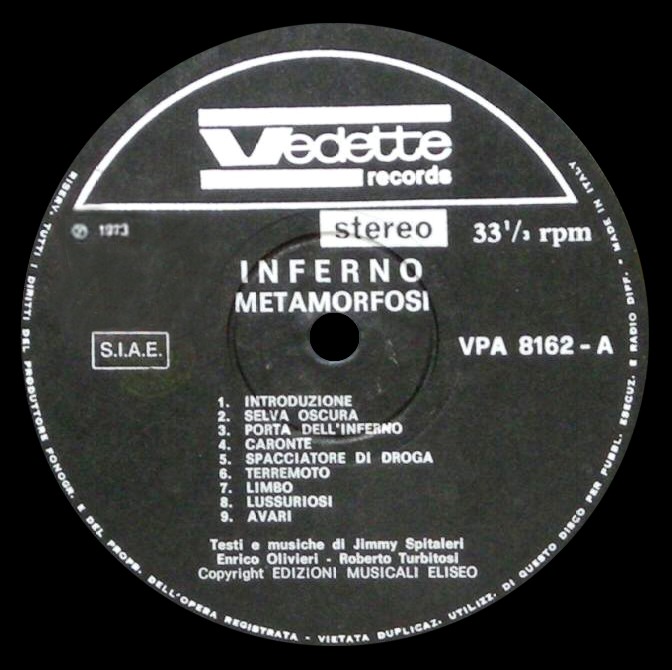 Vedette
records
stereo
33 1/3 rpm
Ⓟ 1973
INFERNO
METAMORFOSI
S.I.A.E.
VPA 8162 - A
1. INTRODUZIONE
2. SELVA OSCURA
3. PORTA DELL'INFERNO
4. CARONTE
5. SPACCIATORE DI DROGA
6. TERREMOTO
7. LIMBO
8. LUSSURIOSI
9. AVARI
Testi e musiche di Jimmy Spitaleri
Enrico Olivieri - Roberto Turbitosi
Copyright EDIZIONI MUSICALI ELISEO
RISERV. TUTTI I DIRITTI DEL PRODUTTORE FONOGR. E DEL PROPR. DELL'OPERA REGISTRATA - VIETATA DUPLICAZ. UTILIZZ. DI QUESTO DISCO PER PUBBL. ESECUZ. E RADIO DIFF. - MADE IN ITALY